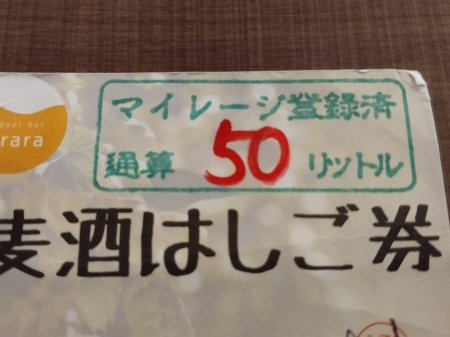 beer bar
rara
マイレージ登録済
通算 50 リットル
麦酒はしご券